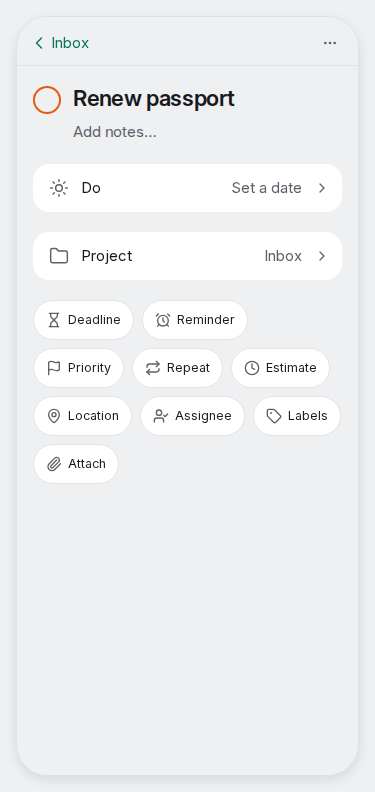 Inbox
Renew passport
Add notes...
Do Set a date
Project Inbox
Deadline Reminder
Priority Repeat Estimate
Location Assignee Labels
Attach